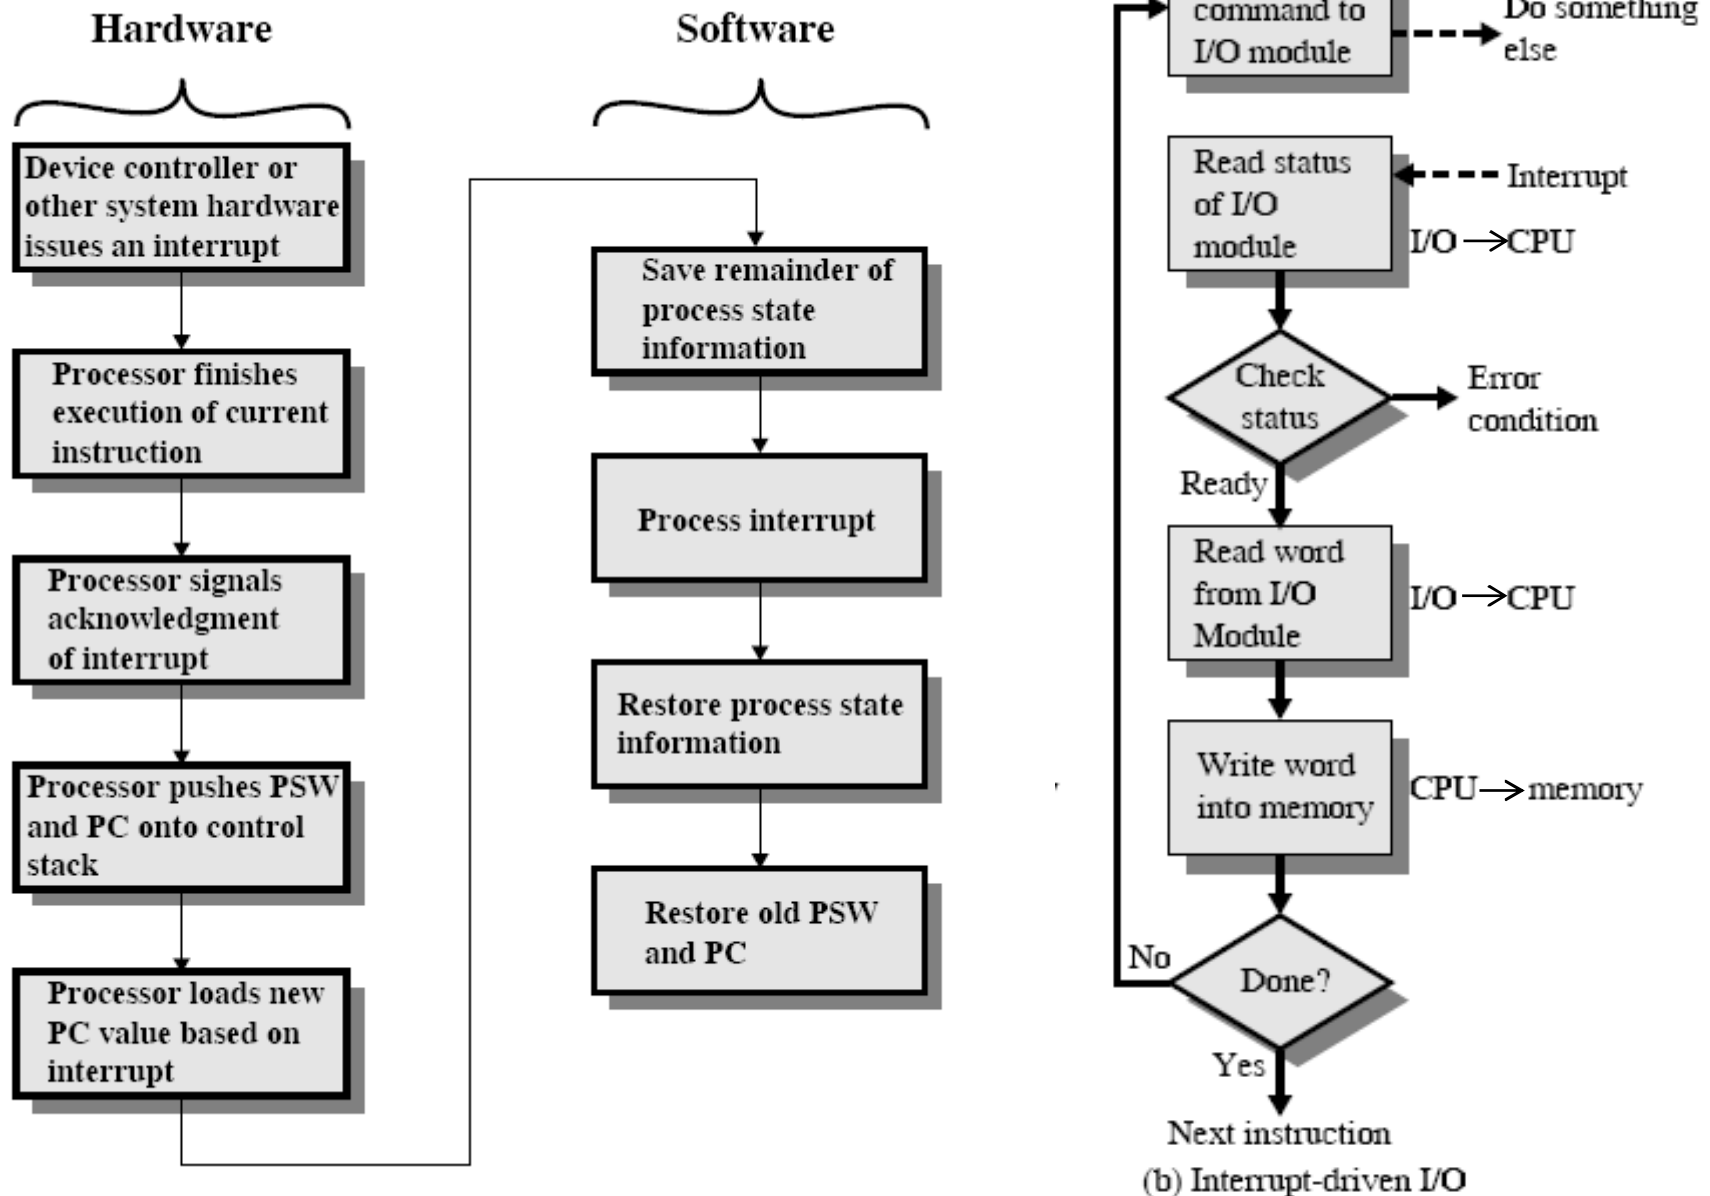 Hardware
Device controller or
other system hardware
issues an interrupt
Processor finishes
execution of current
instruction
Processor signals
acknowledgment
of interrupt
Processor pushes PSW
and PC onto control
stack
Processor loads new
PC value based on
interrupt
Software
Save remainder of
process state
information
Process interrupt
Restore process state
information
Restore old PSW
and PC
command to
I/O module
Do something
else
Read status
of I/O
module
Interrupt
I/O → CPU
Check
status
Error
condition
Ready
Read word
from I/O
Module
I/O → CPU
Write word
into memory
CPU → memory
Done?
No
Yes
Next instruction
(b) Interrupt-driven I/O